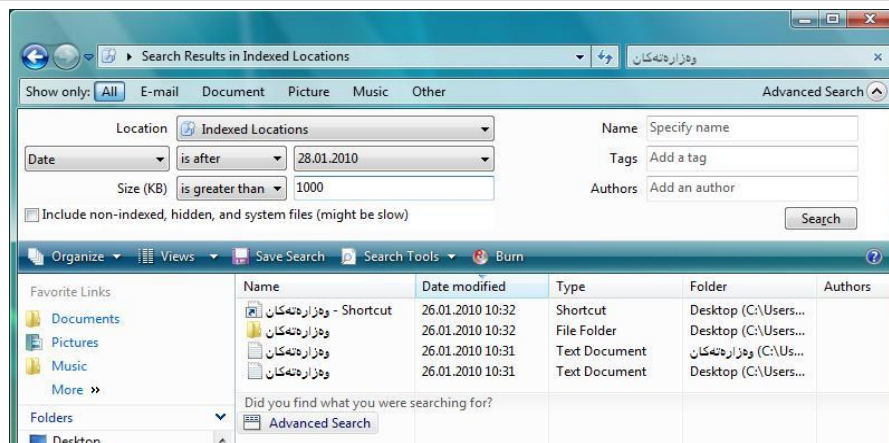 Search Results in Indexed Locations وەزارەتەکان
Show only: All E-mail Document Picture Music Other Advanced Search
Location Indexed Locations Name Specify name
Date is after 28.01.2010 Tags Add a tag
Size (KB) is greater than 1000 Authors Add an author
Include non-indexed, hidden, and system files (might be slow) Search
Organize Views Save Search Search Tools Burn
Favorite Links Name Date modified Type Folder Authors
Documents وەزارەتەکان - Shortcut 26.01.2010 10:32 Shortcut Desktop (C:\Users...
Pictures وەزارەتەکان 26.01.2010 10:32 File Folder Desktop (C:\Users...
Music وەزارەتەکان 26.01.2010 10:31 Text Document وەزارەتەکان (C:\Us...
More » وەزارەتەکان 26.01.2010 10:31 Text Document Desktop (C:\Users...
Did you find what you were searching for?
Folders Advanced Search
Desktop